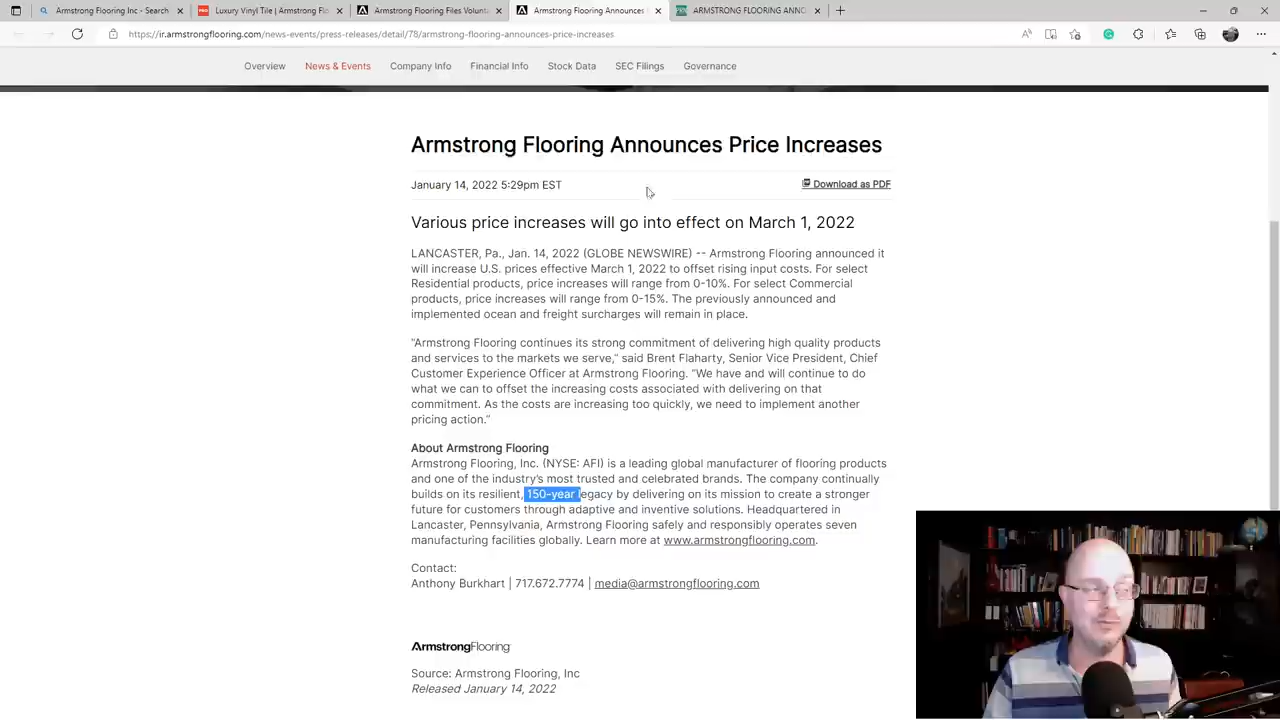 Armstrong Flooring Inc - Search
Luxury Vinyl Tile | Armstrong Flo
Armstrong Flooring Files Volunta
Armstrong Flooring Announces
ARMSTRONG FLOORING ANNO
https://ir.armstrongflooring.com/news-events/press-releases/detail/78/armstrong-flooring-announces-price-increases
Overview News & Events Company Info Financial Info Stock Data SEC Filings Governance
Armstrong Flooring Announces Price Increases
January 14, 2022 5:29pm EST
Download as PDF
Various price increases will go into effect on March 1, 2022
LANCASTER, Pa., Jan. 14, 2022 (GLOBE NEWSWIRE) -- Armstrong Flooring announced it
will increase U.S. prices effective March 1, 2022 to offset rising input costs. For select
Residential products, price increases will range from 0-10%. For select Commercial
products, price increases will range from 0-15%. The previously announced and
implemented ocean and freight surcharges will remain in place.
"Armstrong Flooring continues its strong commitment of delivering high quality products
and services to the markets we serve," said Brent Flaharty, Senior Vice President, Chief
Customer Experience Officer at Armstrong Flooring. "We have and will continue to do
what we can to offset the increasing costs associated with delivering on that
commitment. As the costs are increasing too quickly, we need to implement another
pricing action."
About Armstrong Flooring
Armstrong Flooring, Inc. (NYSE: AFI) is a leading global manufacturer of flooring products
and one of the industry's most trusted and celebrated brands. The company continually
builds on its resilient, 150-year legacy by delivering on its mission to create a stronger
future for customers through adaptive and inventive solutions. Headquartered in
Lancaster, Pennsylvania, Armstrong Flooring safely and responsibly operates seven
manufacturing facilities globally. Learn more at www.armstrongflooring.com.
Contact:
Anthony Burkhart | 717.672.7774 | media@armstrongflooring.com
ArmstrongFlooring
Source: Armstrong Flooring, Inc
Released January 14, 2022